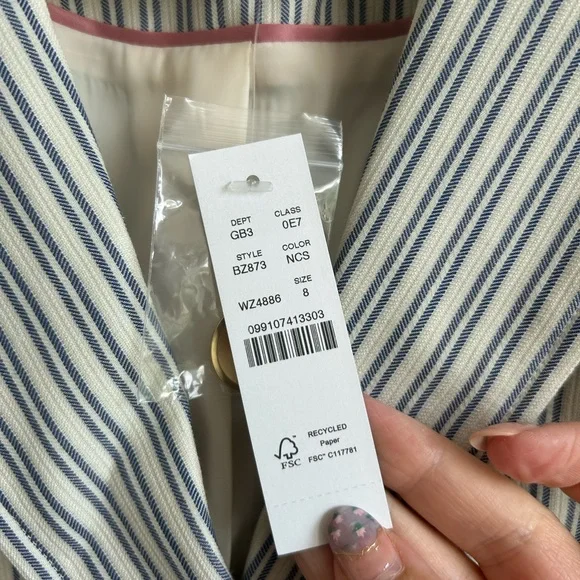 DEPT CLASS
GB3 0E7
STYLE COLOR
BZ873 NCS
SIZE
WZ4886 8
099107413303
RECYCLED
Paper
FSC® C117781
FSC